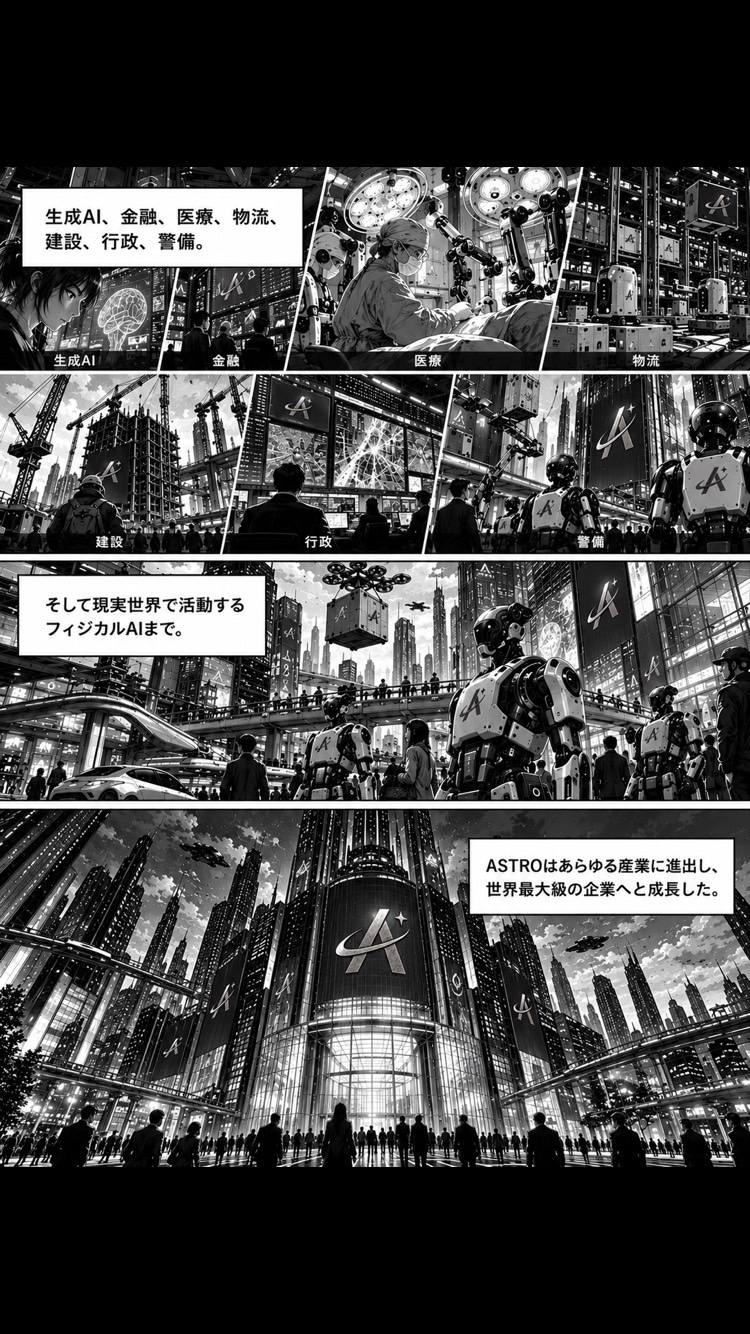 生成AI、金融、医療、物流、
建設、行政、警備。
生成AI
金融
医療
物流
建設
行政
警備
そして現実世界で活動する
フィジカルAIまで。
ASTROはあらゆる産業に進出し、
世界最大級の企業へと成長した。